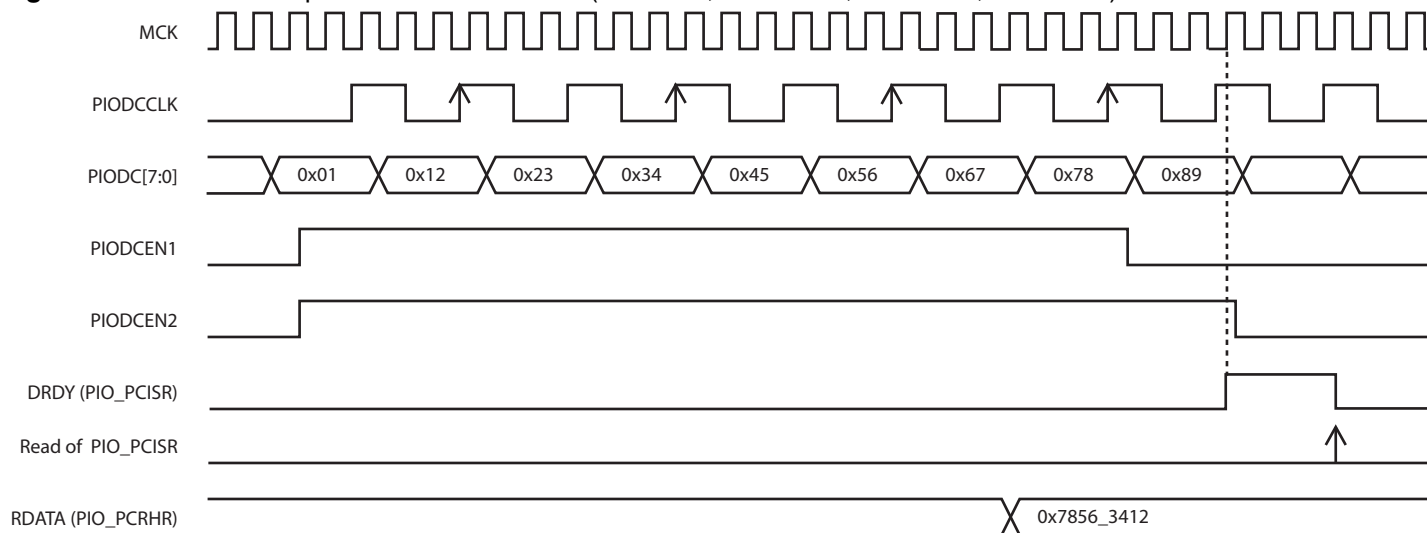 MCK
PIODCCLK
PIODC[7:0] 0x01 0x12 0x23 0x34 0x45 0x56 0x67 0x78 0x89
PIODCEN1
PIODCEN2
DRDY (PIO_PCISR)
Read of PIO_PCISR
RDATA (PIO_PCRHR) 0x7856_3412